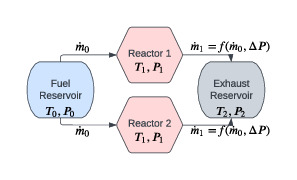 ṁ₀
Reactor 1
T₁, P₁
ṁ₁ = f(ṁ₀, ΔP)
Fuel
Reservoir
T₀, P₀
Exhaust
Reservoir
T₂, P₂
ṁ₀
Reactor 2
T₁, P₁
ṁ₁ = f(ṁ₀, ΔP)